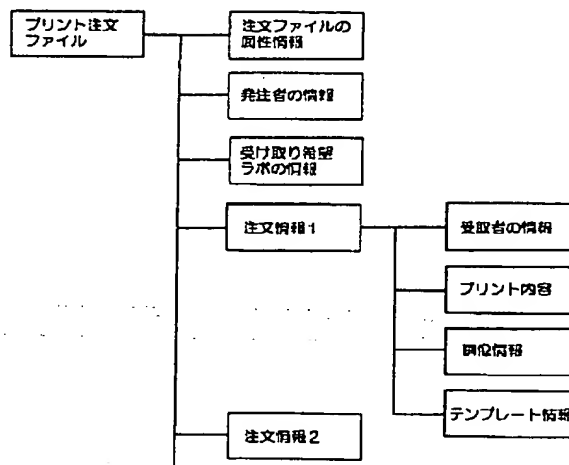 プリント注文
ファイル
注文ファイルの
属性情報
発注者の情報
受け取り希望
ラボの情報
注文情報1
受取者の情報
プリント内容
画像情報
テンプレート情報
注文情報2